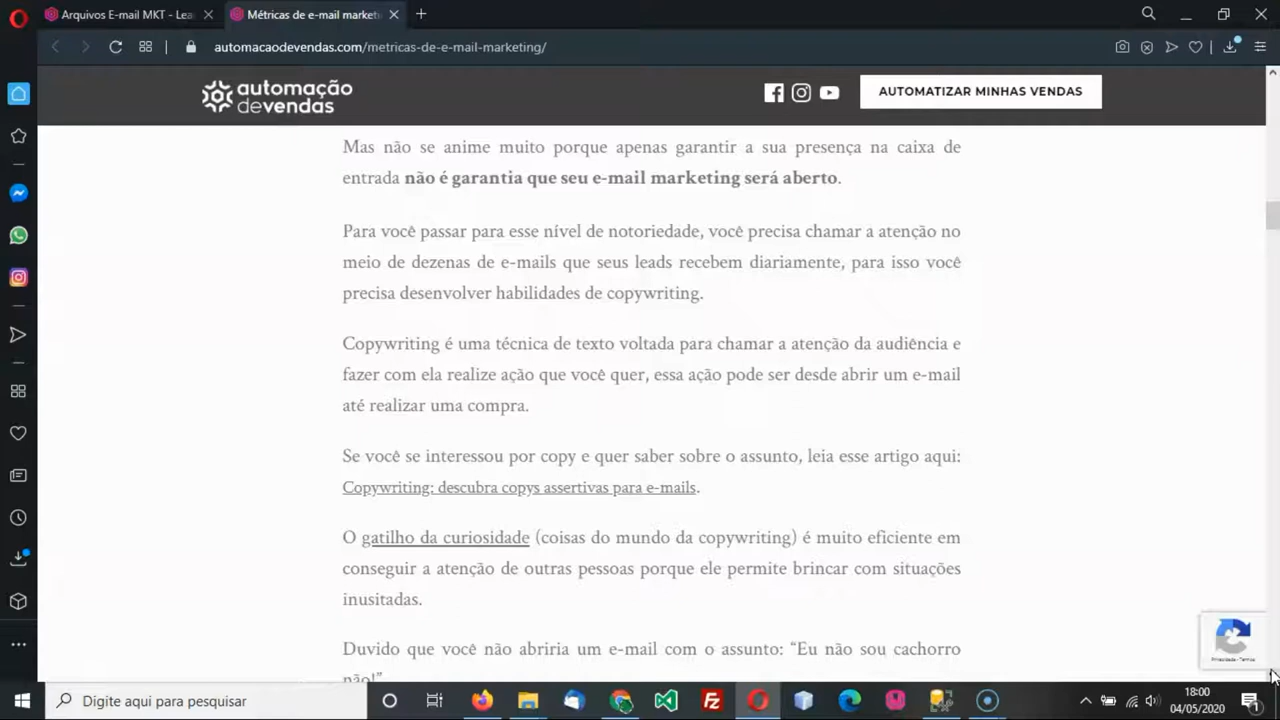 Arquivos E-mail MKT - Lea
Métricas de e-mail marketi
automacaodevendas.com/metricas-de-e-mail-marketing/
automação
devendas
AUTOMATIZAR MINHAS VENDAS
Mas não se anime muito porque apenas garantir a sua presença na caixa de
entrada não é garantia que seu e-mail marketing será aberto.
Para você passar para esse nível de notoriedade, você precisa chamar a atenção no
meio de dezenas de e-mails que seus leads recebem diariamente, para isso você
precisa desenvolver habilidades de copywriting.
Copywriting é uma técnica de texto voltada para chamar a atenção da audiência e
fazer com ela realize ação que você quer, essa ação pode ser desde abrir um e-mail
até realizar uma compra.
Se você se interessou por copy e quer saber sobre o assunto, leia esse artigo aqui:
Copywriting: descubra copys assertivas para e-mails.
O gatilho da curiosidade (coisas do mundo da copywriting) é muito eficiente em
conseguir a atenção de outras pessoas porque ele permite brincar com situações
inusitadas.
Duvido que você não abriria um e-mail com o assunto: “Eu não sou cachorro
não!”
Privacidade - Termos
Digite aqui para pesquisar
18:00
04/05/2020
1